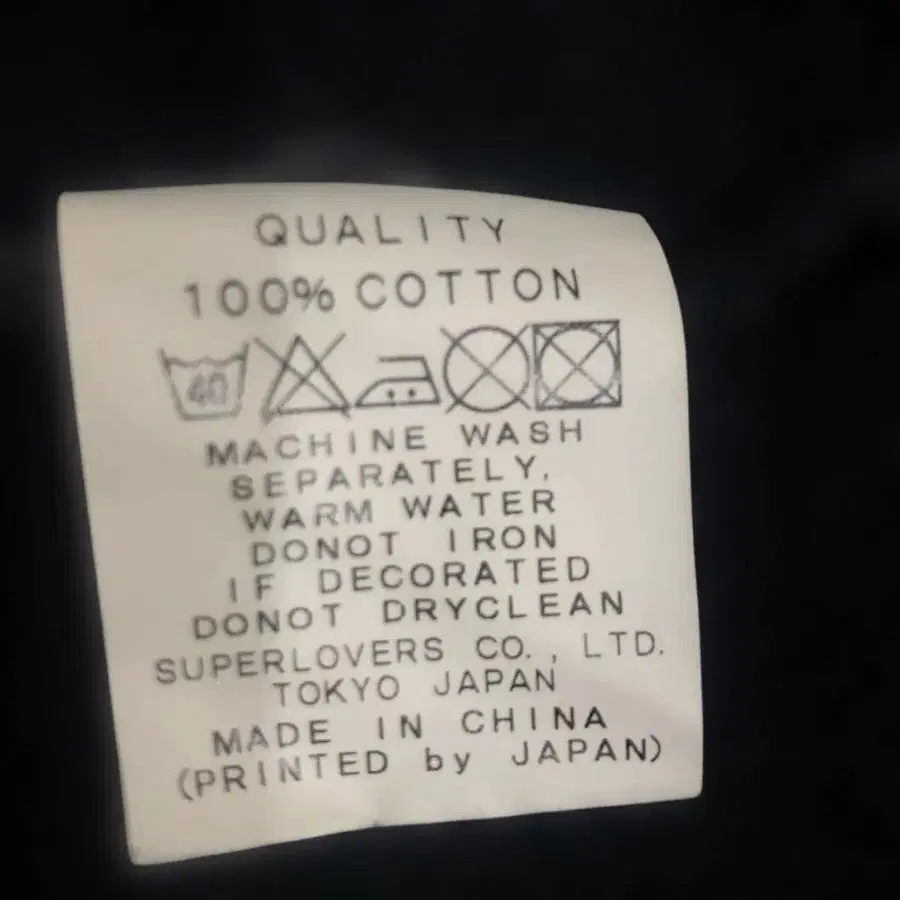 QUALITY
100% COTTON
40
MACHINE WASH
SEPARATELY.
WARM WATER
DONOT IRON
IF DECORATED
DONOT DRYCLEAN
SUPERLOVERS CO., LTD.
TOKYO JAPAN
MADE IN CHINA
(PRINTED by JAPAN)